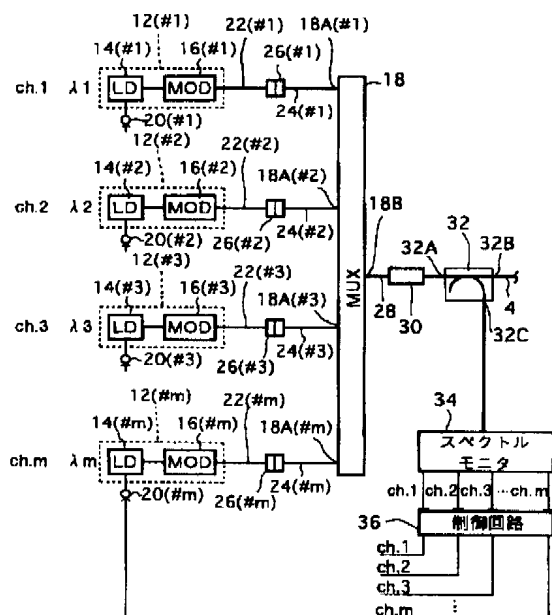 12(#1)
22(#1)
18A(#1)
14(#1)
16(#1)
26(#1)
18
ch.1
λ1
LD
MOD
24(#1)
20(#1)
12(#2)
22(#2)
14(#2)
16(#2)
18A(#2)
18B
ch.2
λ2
LD
MOD
24(#2)
20(#2)
26(#2)
32
32A
32B
12(#3)
22(#3)
14(#3)
16(#3)
18A(#3)
MUX
28
30
4
32C
ch.3
λ3
LD
MOD
24(#3)
20(#3)
26(#3)
12(#m)
22(#m)
14(#m)
16(#m)
18A(#m)
34
ch.m
λm
LD
MOD
24(#m)
スペクトル
モニタ
20(#m)
26(#m)
ch.1
ch.2
ch.3
…ch.m
36
制御回路
ch.1
ch.2
ch.3
⋮
ch.m